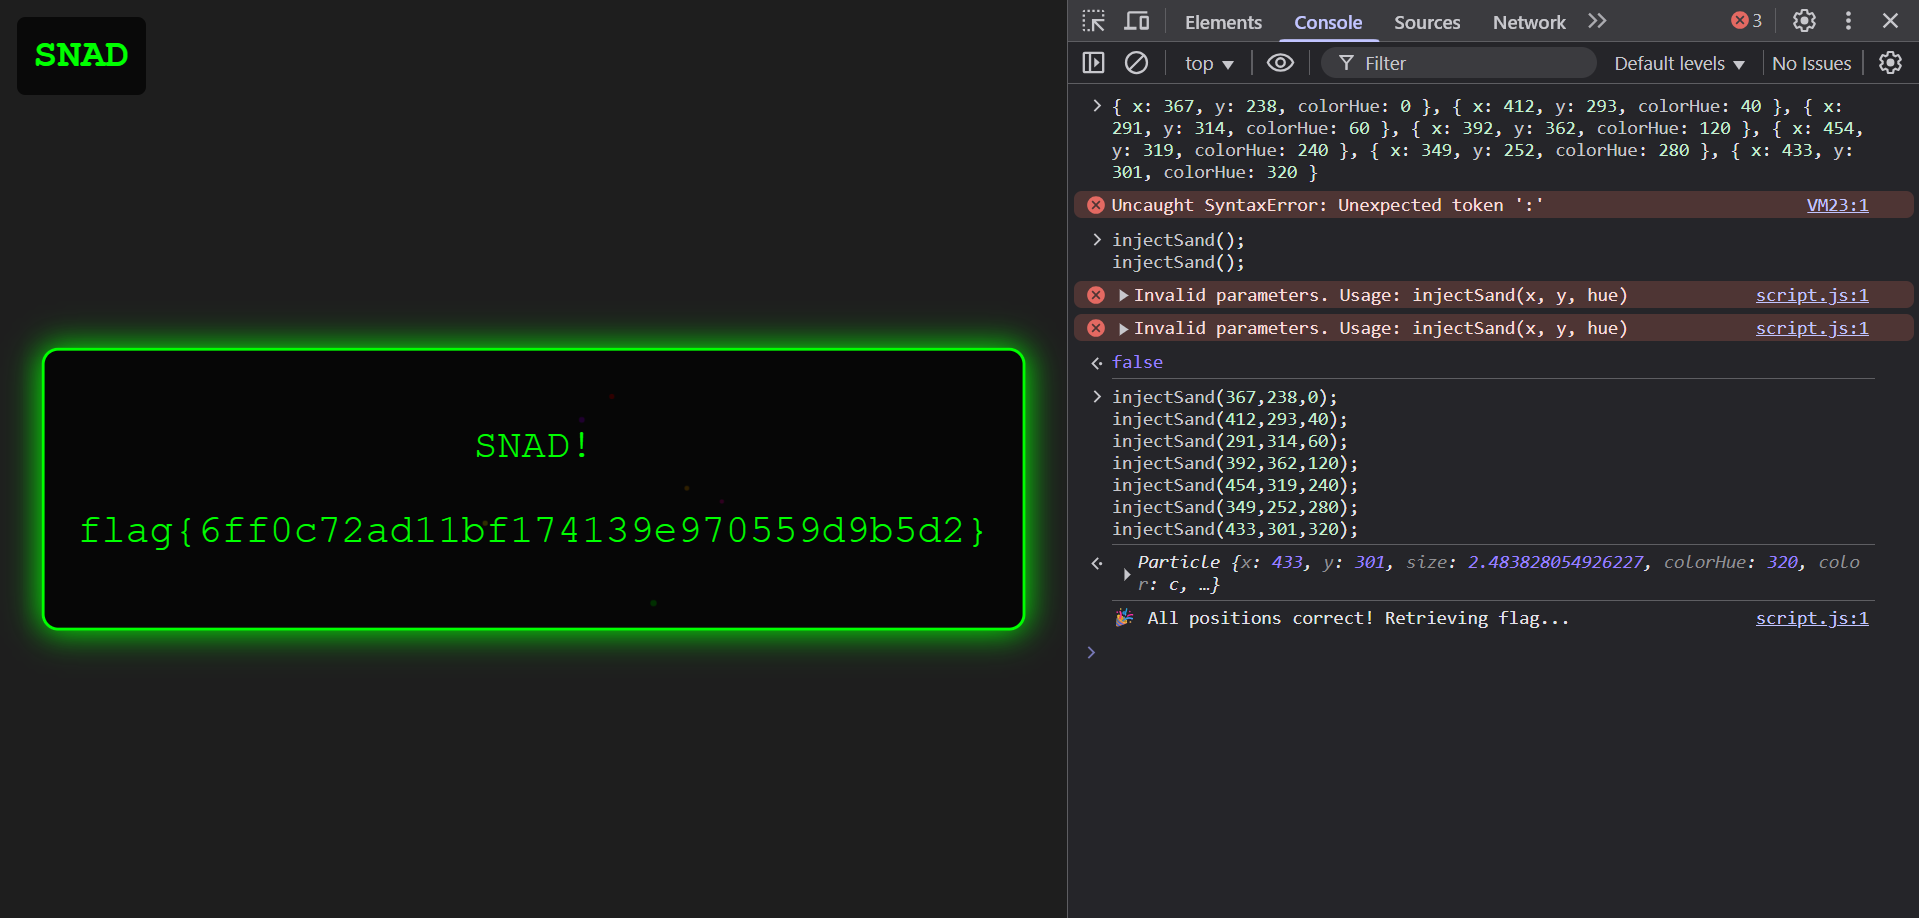 SNAD
SNAD!
flag{6ff0c72ad11bf174139e970559d9b5d2}
Elements Console Sources Network 3
top Filter Default levels No Issues
{ x: 367, y: 238, colorHue: 0 }, { x: 412, y: 293, colorHue: 40 }, { x:
291, y: 314, colorHue: 60 }, { x: 392, y: 362, colorHue: 120 }, { x: 454,
y: 319, colorHue: 240 }, { x: 349, y: 252, colorHue: 280 }, { x: 433, y:
301, colorHue: 320 }
Uncaught SyntaxError: Unexpected token ':' VM23:1
injectSand();
injectSand();
Invalid parameters. Usage: injectSand(x, y, hue) script.js:1
Invalid parameters. Usage: injectSand(x, y, hue) script.js:1
false
injectSand(367,238,0);
injectSand(412,293,40);
injectSand(291,314,60);
injectSand(392,362,120);
injectSand(454,319,240);
injectSand(349,252,280);
injectSand(433,301,320);
Particle {x: 433, y: 301, size: 2.483828054926227, colorHue: 320, colo
r: c, …}
🎉 All positions correct! Retrieving flag... script.js:1